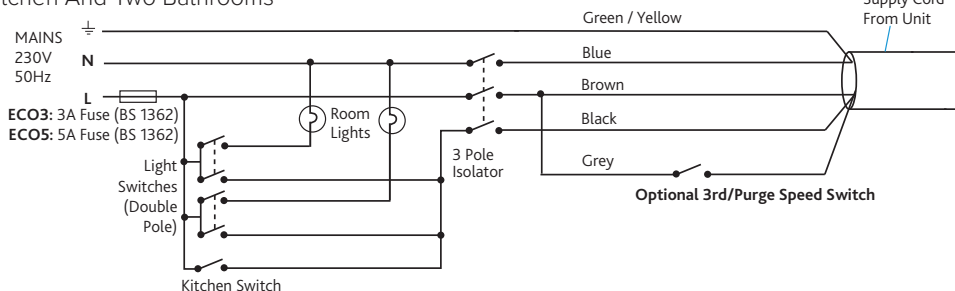 And Two Bathrooms
Supply Cord
From Unit
MAINS
230V
50Hz
N
L
ECO3: 3A Fuse (BS 1362)
ECO5: 5A Fuse (BS 1362)
Room
Lights
Light
Switches
(Double
Pole)
Kitchen Switch
3 Pole
Isolator
Green / Yellow
Blue
Brown
Black
Grey
Optional 3rd/Purge Speed Switch